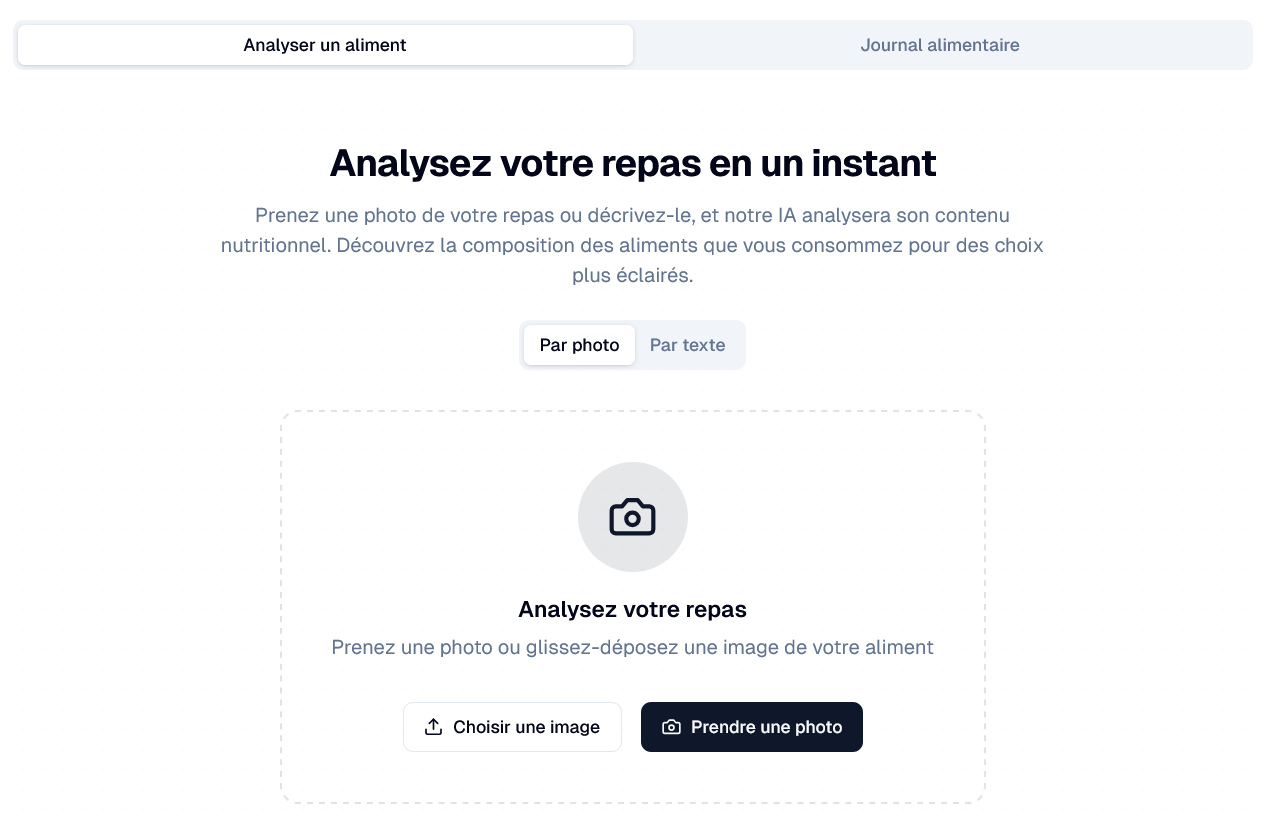 Analyser un aliment
Journal alimentaire
Analysez votre repas en un instant
Prenez une photo de votre repas ou décrivez-le, et notre IA analysera son contenu
nutritionnel. Découvrez la composition des aliments que vous consommez pour des choix
plus éclairés.
Par photo
Par texte
Analysez votre repas
Prenez une photo ou glissez-déposez une image de votre aliment
Choisir une image
Prendre une photo